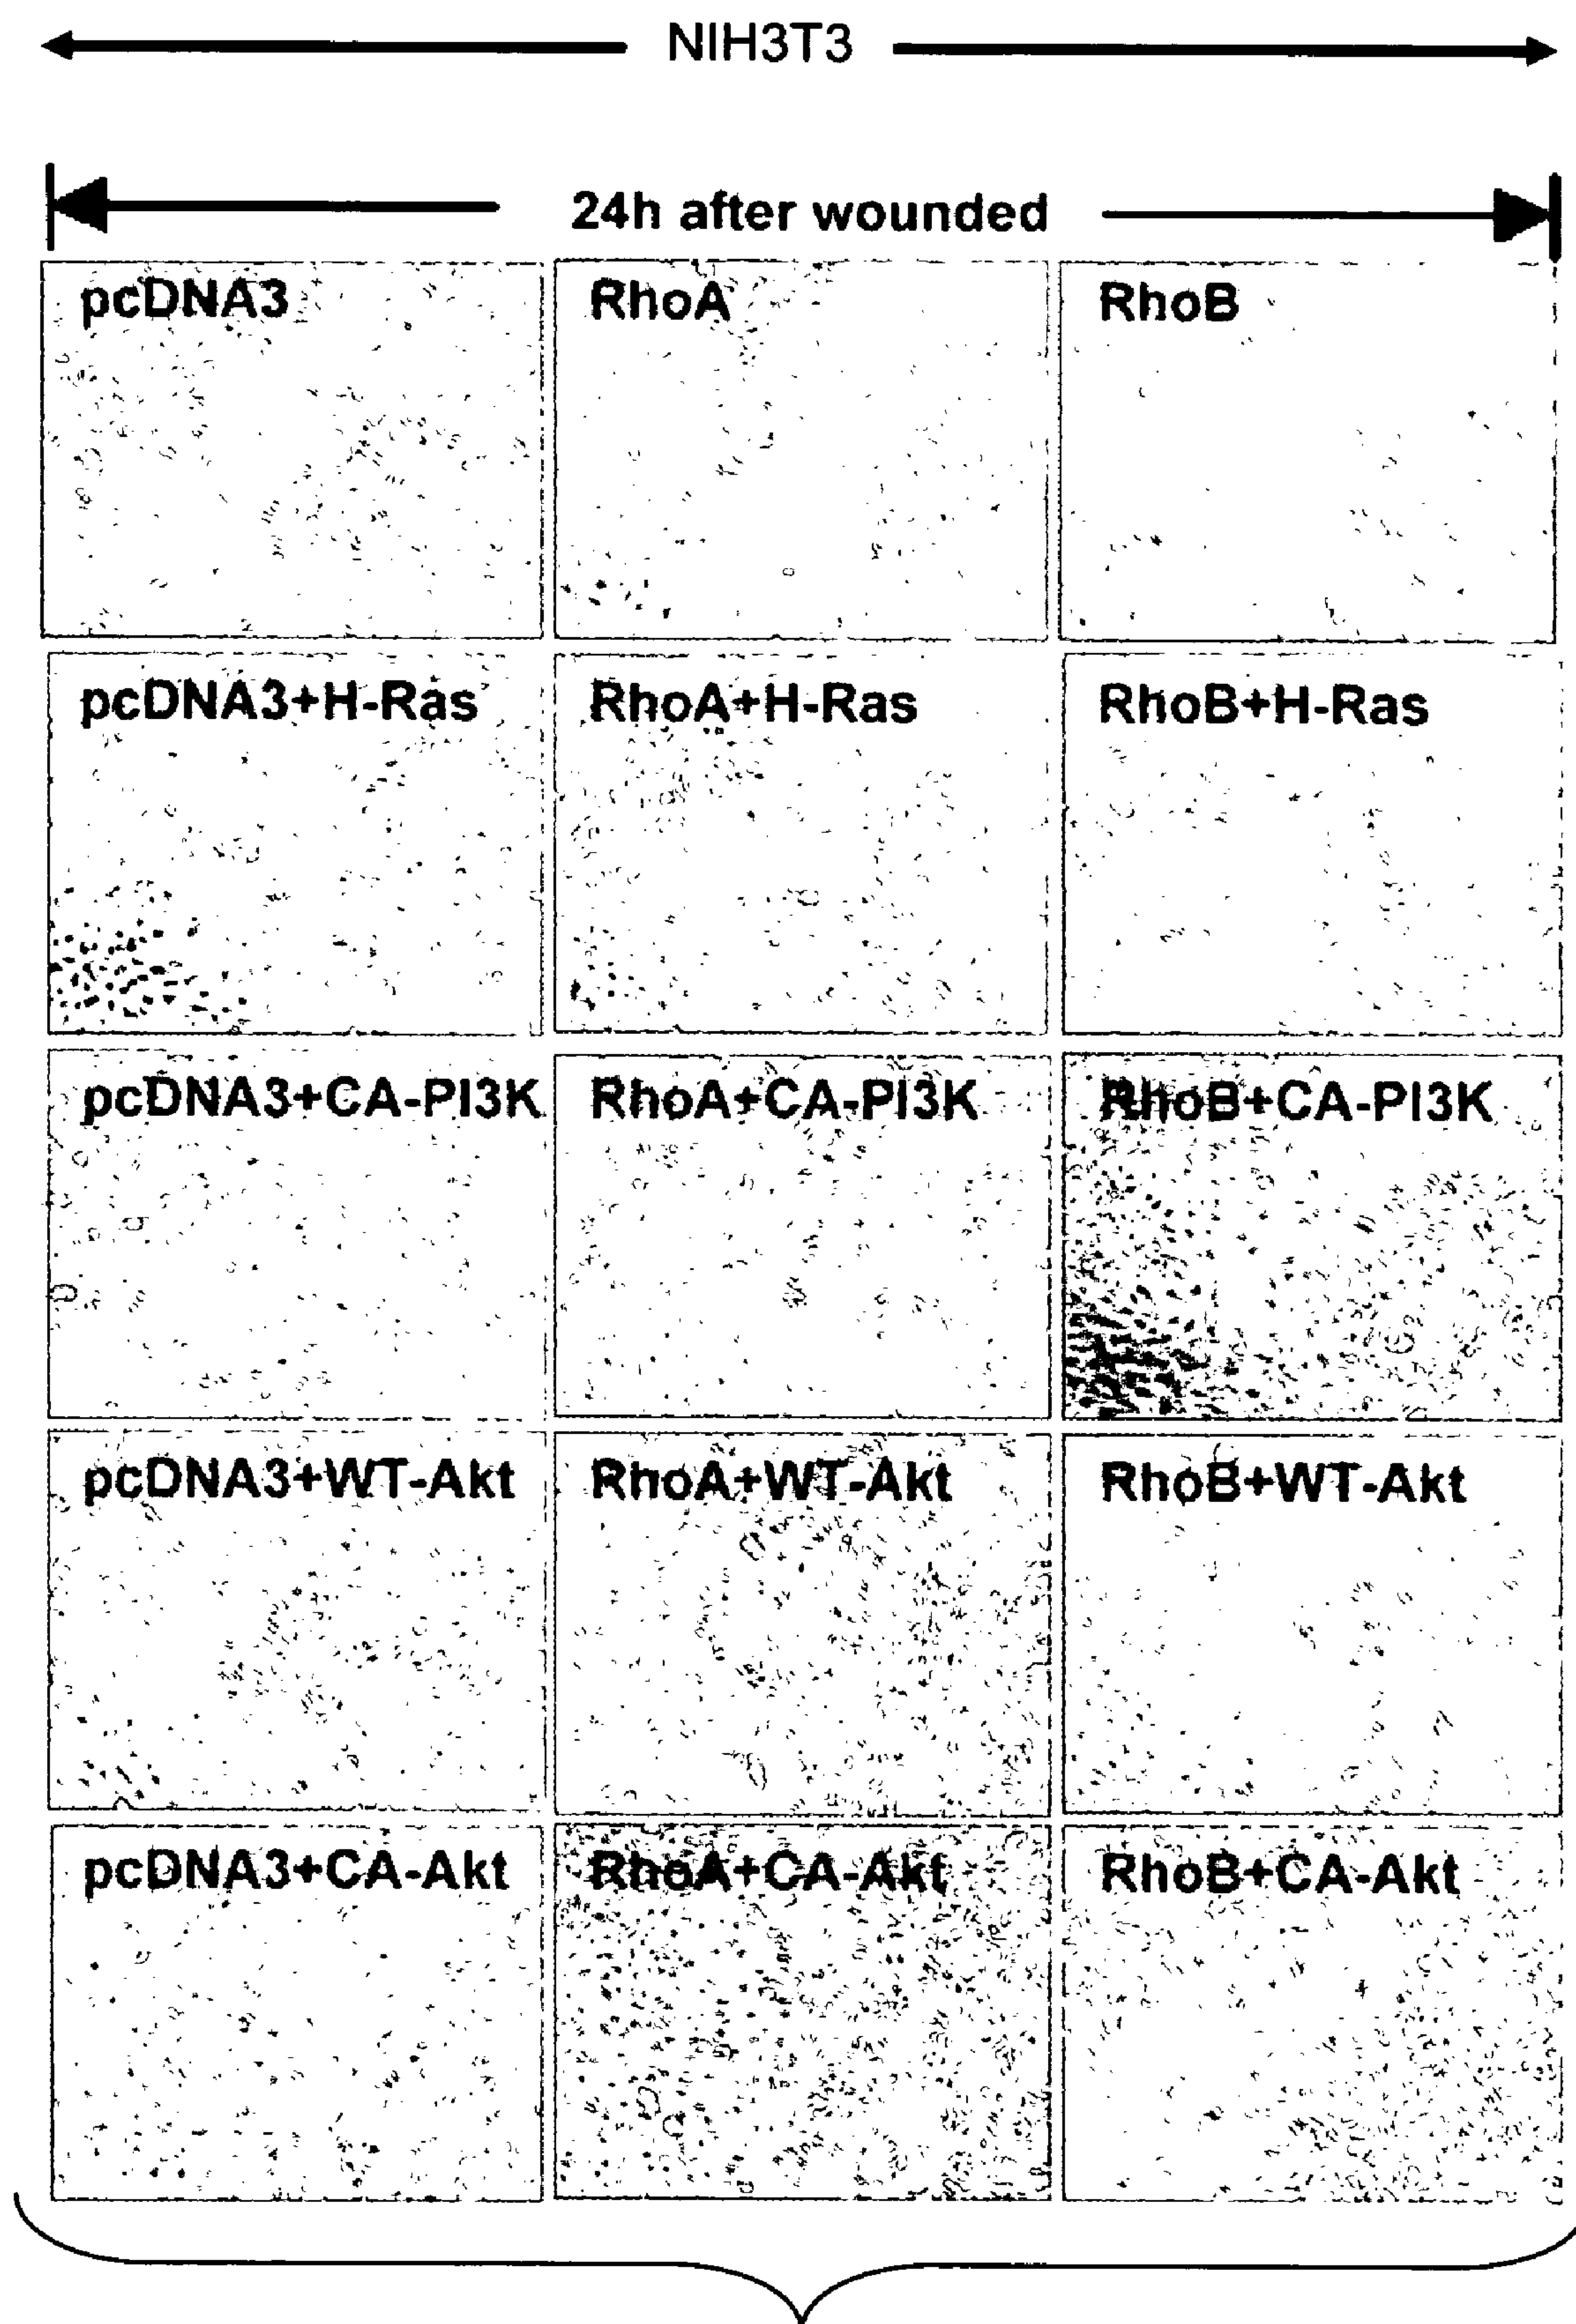 NIH3T3
24h after wounded
pcDNA3 RhoA RhoB
pcDNA3+H-Ras RhoA+H-Ras RhoB+H-Ras
pcDNA3+CA-PI3K RhoA+CA-PI3K RhoB+CA-PI3K
pcDNA3+WT-Akt RhoA+WT-Akt RhoB+WT-Akt
pcDNA3+CA-Akt RhoA+CA-Akt RhoB+CA-Akt